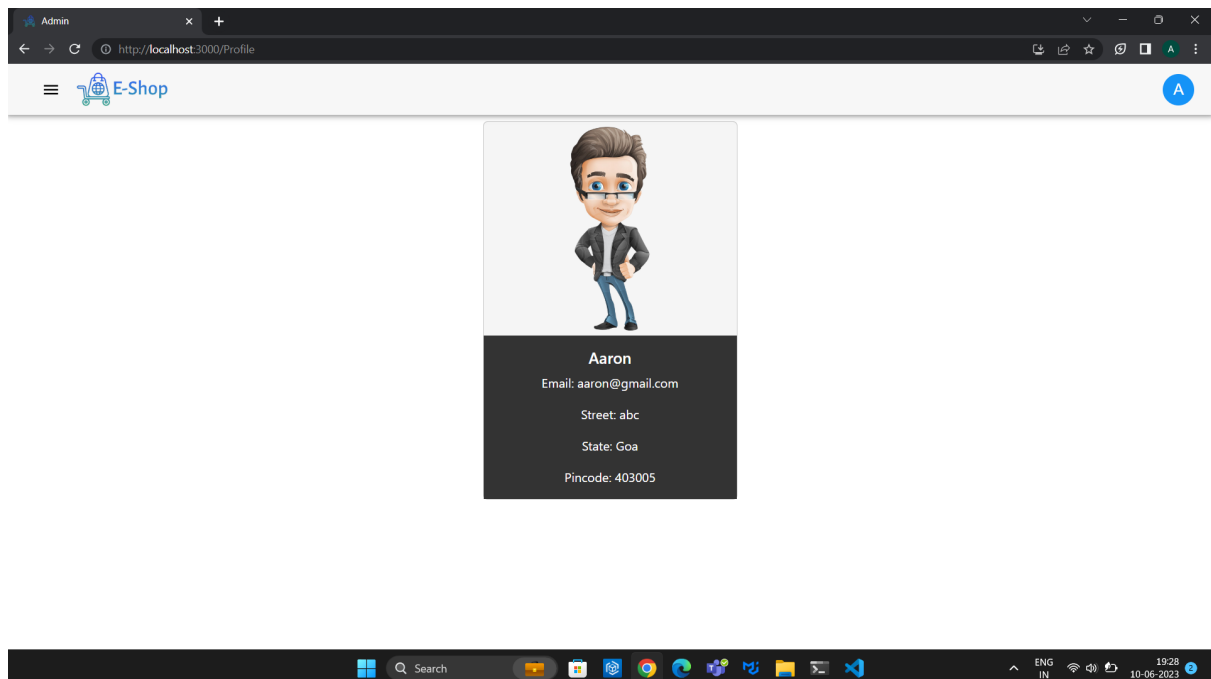 Admin
http://localhost:3000/Profile
A
E-Shop
A
Aaron
Email: aaron@gmail.com
Street: abc
State: Goa
Pincode: 403005
Search
ENG
IN
19:28
10-06-2023
2